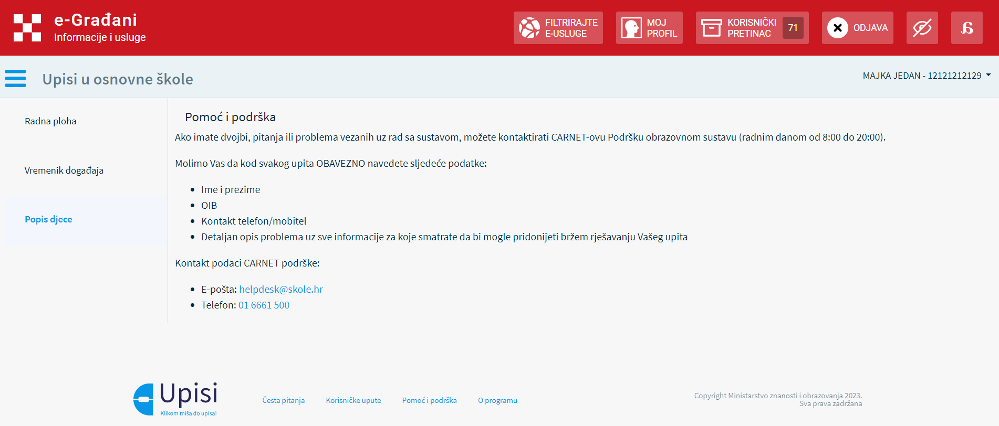 e-Građani
Informacije i usluge
FILTRIRAJTE
E-USLUGE
MOJ
PROFIL
KORISNIČKI
PRETINAC
71
ODJAVA
Upisi u osnovne škole
MAJKA JEDAN - 12121212129
Radna ploha
Vremenik događaja
Popis djece
Pomoć i podrška
Ako imate dvojbi, pitanja ili problema vezanih uz rad sa sustavom, možete kontaktirati CARNET-ovu Podršku obrazovnom sustavu (radnim danom od 8:00 do 20:00).
Molimo Vas da kod svakog upita OBAVEZNO navedete sljedeće podatke:
• Ime i prezime
• OIB
• Kontakt telefon/mobitel
• Detaljan opis problema uz sve informacije za koje smatrate da bi mogle pridonijeti bržem rješavanju Vašeg upita
Kontakt podaci CARNET podrške:
• E-pošta: helpdesk@skole.hr
• Telefon: 01 6661 500
Upisi
Klikom miša do upisa!
Česta pitanja
Korisničke upute
Pomoć i podrška
O programu
Copyright Ministarstvo znanosti i obrazovanja 2023.
Sva prava zadržana